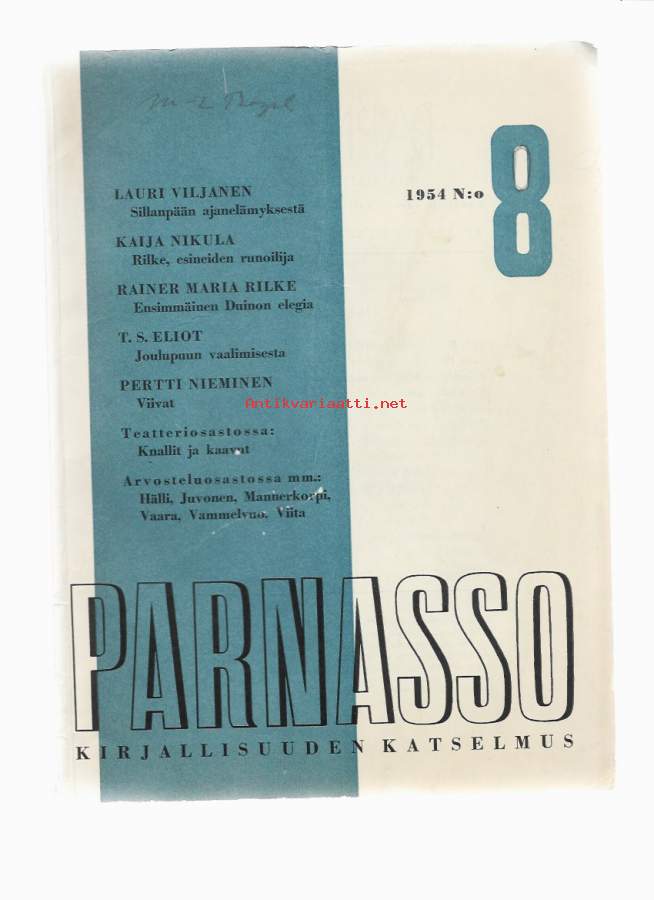 LAURI VILJANEN
Sillanpään ajanelämyksestä
1954 N:o 8
KAIJA NIKULA
Rilke, esineiden runoilija
RAINER MARIA RILKE
Ensimmäinen Duinon elegia
T. S. ELIOT
Joulupuun vaalimisesta
PERTTI NIEMINEN
Viivat
Antikvariaatti.net
Teatteriosastossa:
Knallit ja kaavut
Arvosteluosastossa mm.:
Hälli, Juvonen, Mannerkorpi,
Vaara, Vammelvuo, Viita
PARNASSO
KIRJALLISUUDEN KATSELMUS